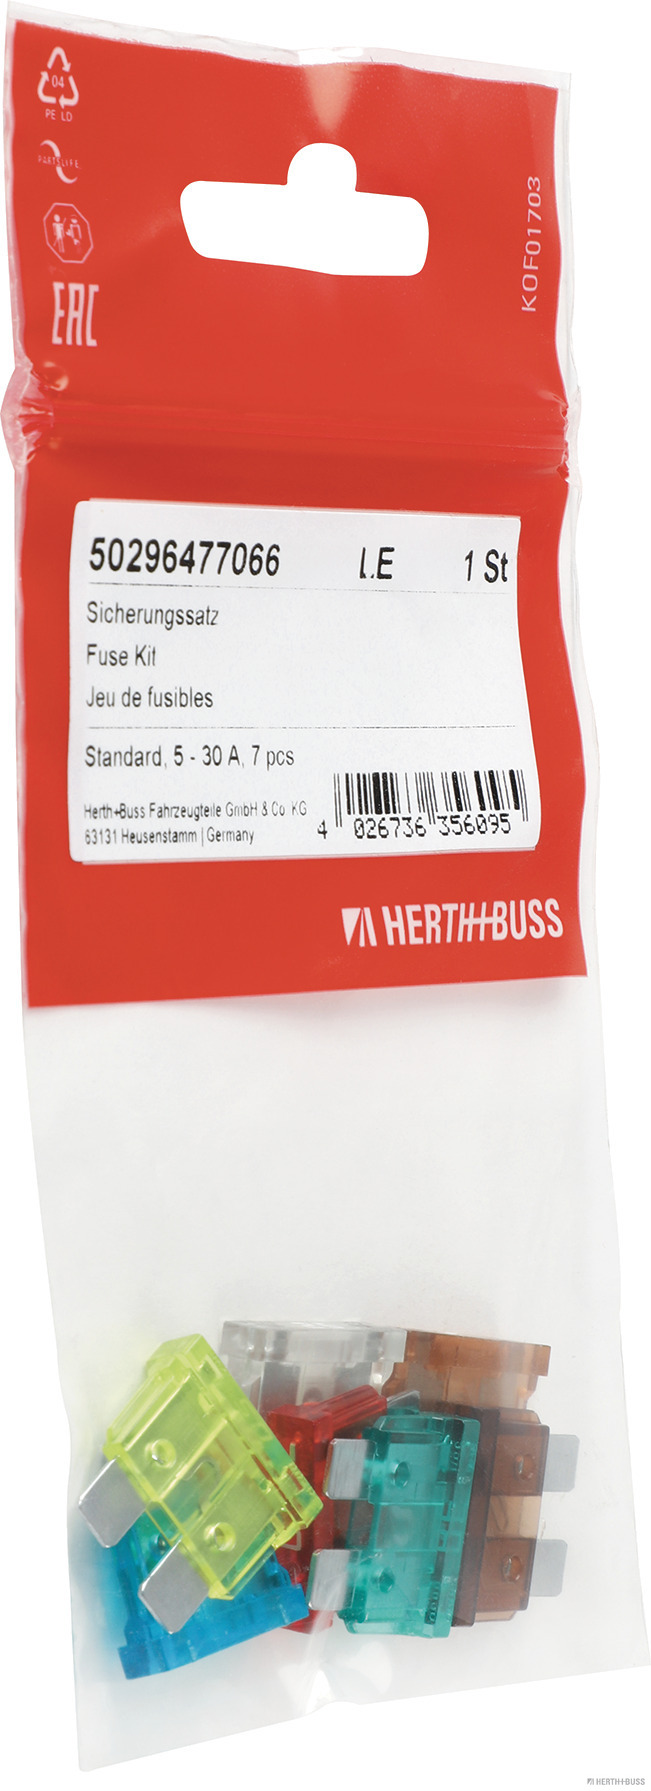 04
PE LD
PARTSLIFE
EAC
KOF01703
50296477066 LE 1 St
Sicherungssatz
Fuse Kit
Jeu de fusibles
Standard, 5 - 30 A, 7 pcs
Herth+Buss Fahrzeugteile GmbH & Co. KG
63131 Heusenstamm | Germany
4 026736 356095
HERTH+BUSS
HERTH+BUSS